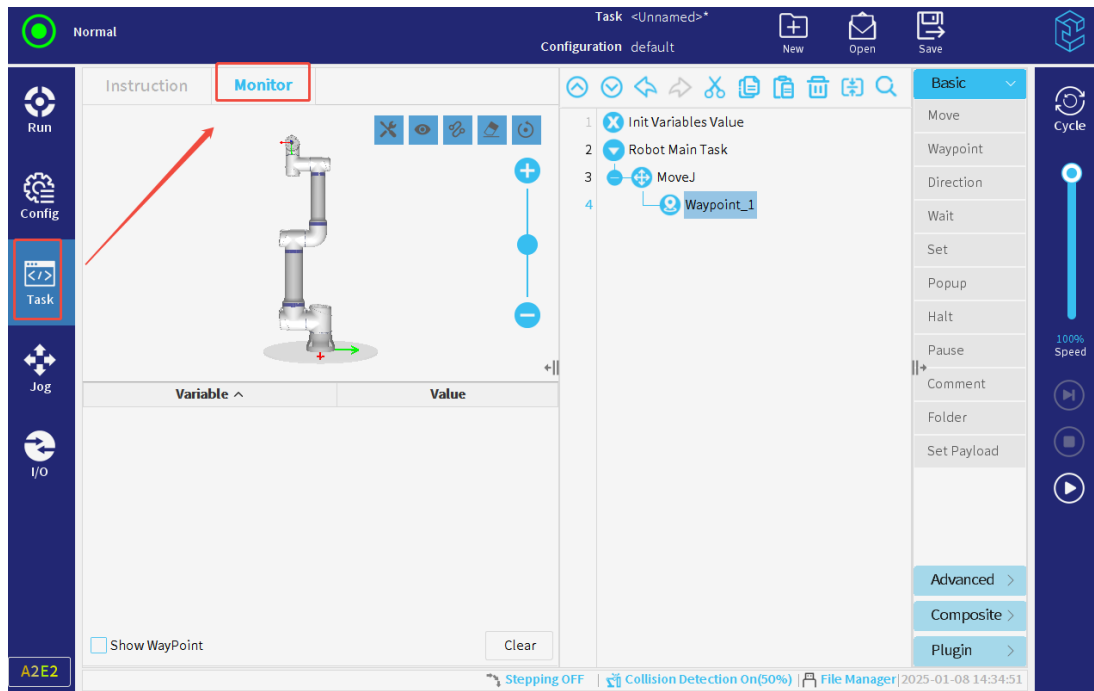 Normal
Task <Unnamed>*
Configuration default
New
Open
Save
Run
Config
Task
Jog
I/O
A2E2
Instruction
Monitor
Variable
Value
Show WayPoint
Clear
1 Init Variables Value
2 Robot Main Task
3 MoveJ
4 Waypoint_1
Basic
Move
Waypoint
Direction
Wait
Set
Popup
Halt
Pause
Comment
Folder
Set Payload
Advanced
Composite
Plugin
Cycle
100%
Speed
Stepping OFF | Collision Detection On(50%) | File Manager|2025-01-08 14:34:51